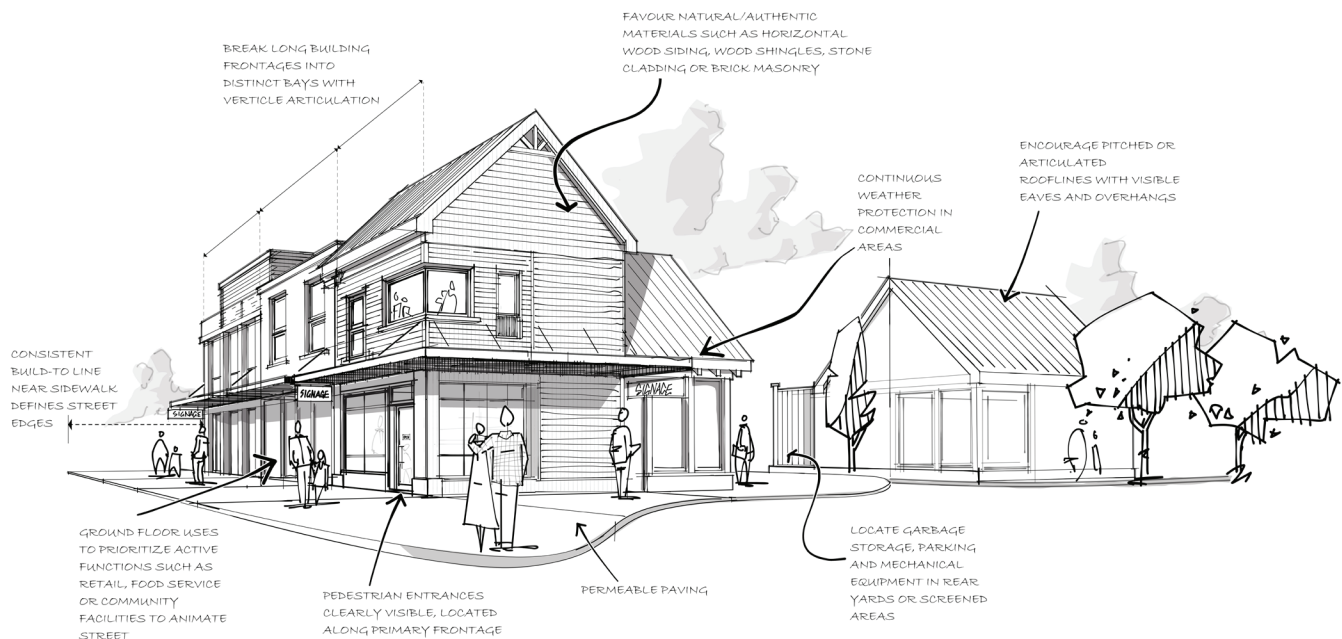 FAVOUR NATURAL/AUTHENTIC
MATERIALS SUCH AS HORIZONTAL
WOOD SIDING, WOOD SHINGLES, STONE
CLADDING OR BRICK MASONRY
BREAK LONG BUILDING
FRONTAGES INTO
DISTINCT BAYS WITH
VERTICLE ARTICULATION
ENCOURAGE PITCHED OR
ARTICULATED
ROOFLINES WITH VISIBLE
EAVES AND OVERHANGS
CONTINUOUS
WEATHER
PROTECTION IN
COMMERCIAL
AREAS
CONSISTENT
BUILD-TO LINE
NEAR SIDEWALK
DEFINES STREET
EDGES
SIGNAGE
SIGNAGE
SIGNAGE
GROUND FLOOR USES
TO PRIORITIZE ACTIVE
FUNCTIONS SUCH AS
RETAIL, FOOD SERVICE
OR COMMUNITY
FACILITIES TO ANIMATE
STREET
PEDESTRIAN ENTRANCES
CLEARLY VISIBLE, LOCATED
ALONG PRIMARY FRONTAGE
PERMEABLE PAVING
LOCATE GARBAGE
STORAGE, PARKING
AND MECHANICAL
EQUIPMENT IN REAR
YARDS OR SCREENED
AREAS